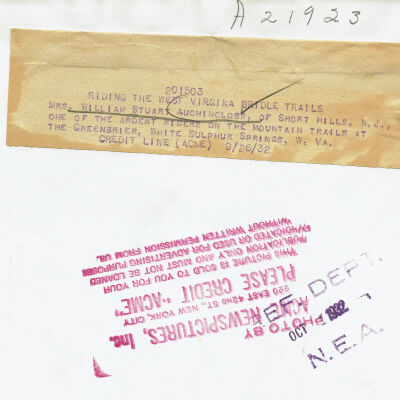 A 21923
201503
RIDING THE WEST VIRGINA BRIDLE TRAILS
MRS. WILLIAM STUART AUCHINCLOSS, OF SHORT HILLS, N.J.,
ONE OF THE ARDENT RIDERS ON THE MOUNTAIN TRAILS AT
THE GREENBRIER, WHITE SULPHUR SPRINGS, W. VA.
CREDIT LINE (ACME) 9/26/32
PHOTO BY
ACME NEWSPICTURES, Inc.
220 EAST 42ND ST., NEW YORK, CITY
PLEASE CREDIT "ACME"
THIS PICTURE IS SOLD TO YOU FOR YOUR
PUBLICATION ONLY AND MUST NOT BE LOANED
SYNDICATED OR USED FOR ADVERTISING PURPOSES
WITHOUT WRITTEN PERMISSION FROM US.
REF. DEPT.
OCT 1932
N.E.A.